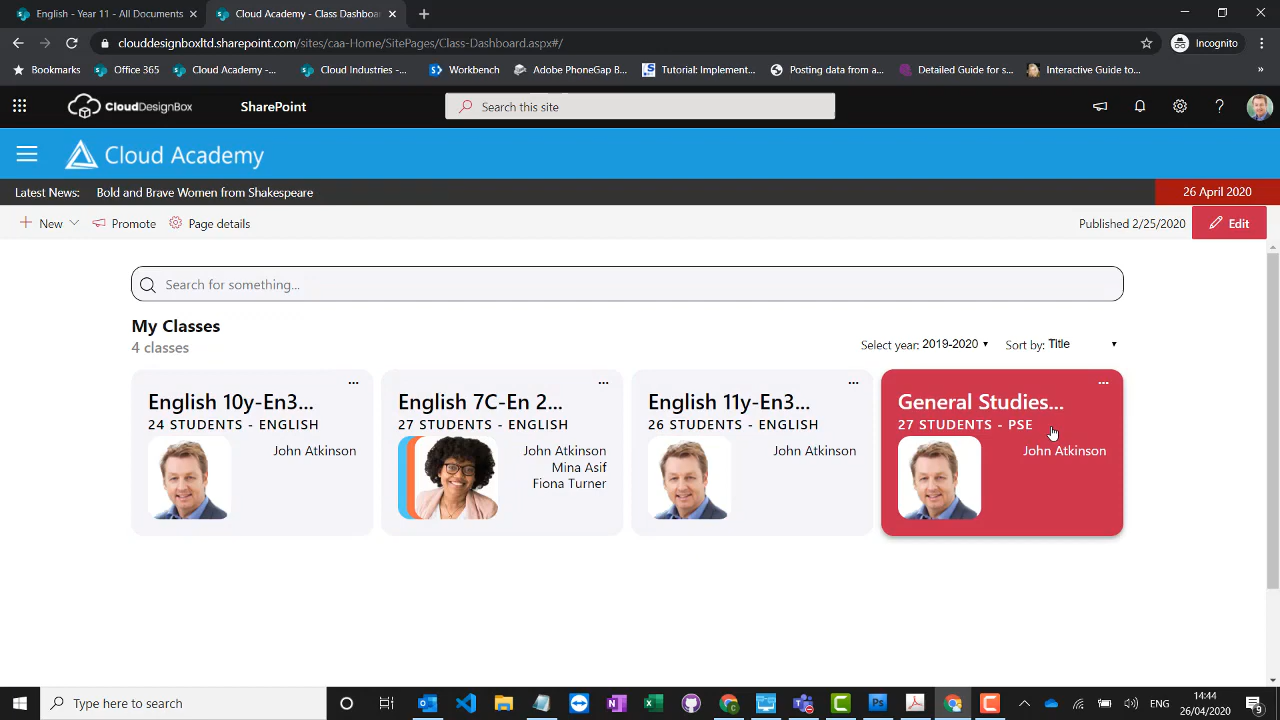 English - Year 11 - All Documents
Cloud Academy - Class Dashboar
clouddesignboxltd.sharepoint.com/sites/caa-Home/SitePages/Class-Dashboard.aspx#/
Incognito
Bookmarks
Office 365
Cloud Academy -...
Cloud Industries -...
Workbench
Adobe PhoneGap B...
Tutorial: Implement...
Posting data from a...
Detailed Guide for s...
Interactive Guide to...
CLOUDDESIGNBOX
SharePoint
Search this site
Cloud Academy
Latest News: Bold and Brave Women from Shakespeare
26 April 2020
New
Promote
Page details
Published 2/25/2020
Edit
Search for something...
My Classes
4 classes
Select year: 2019-2020
Sort by: Title
English 10y-En3...
24 STUDENTS - ENGLISH
John Atkinson
English 7C-En 2...
27 STUDENTS - ENGLISH
John Atkinson
Mina Asif
Fiona Turner
English 11y-En3...
26 STUDENTS - ENGLISH
John Atkinson
General Studies...
27 STUDENTS - PSE
John Atkinson
Type here to search
ENG
14:44
26/04/2020